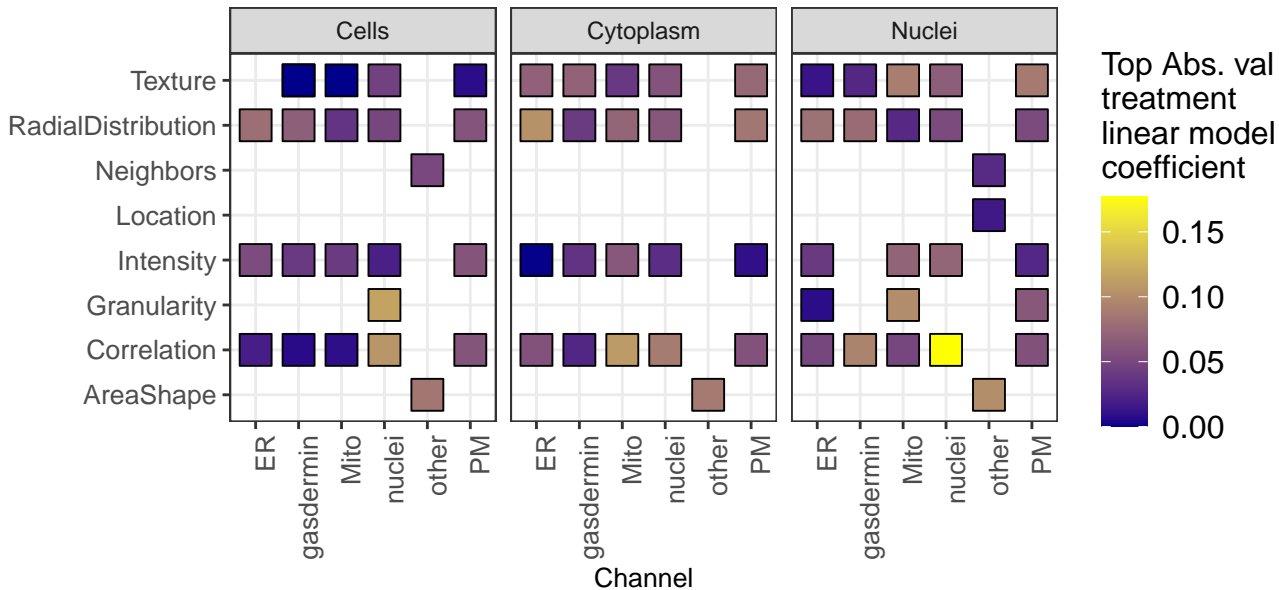 Cells
Cytoplasm
Nuclei
Texture
RadialDistribution
Neighbors
Location
Intensity
Granularity
Correlation
AreaShape
ER
gasdermin
Mito
nuclei
other
PM
ER
gasdermin
Mito
nuclei
other
PM
ER
gasdermin
Mito
nuclei
other
PM
Channel
Top Abs. val
treatment
linear model
coefficient
0.15
0.10
0.05
0.00